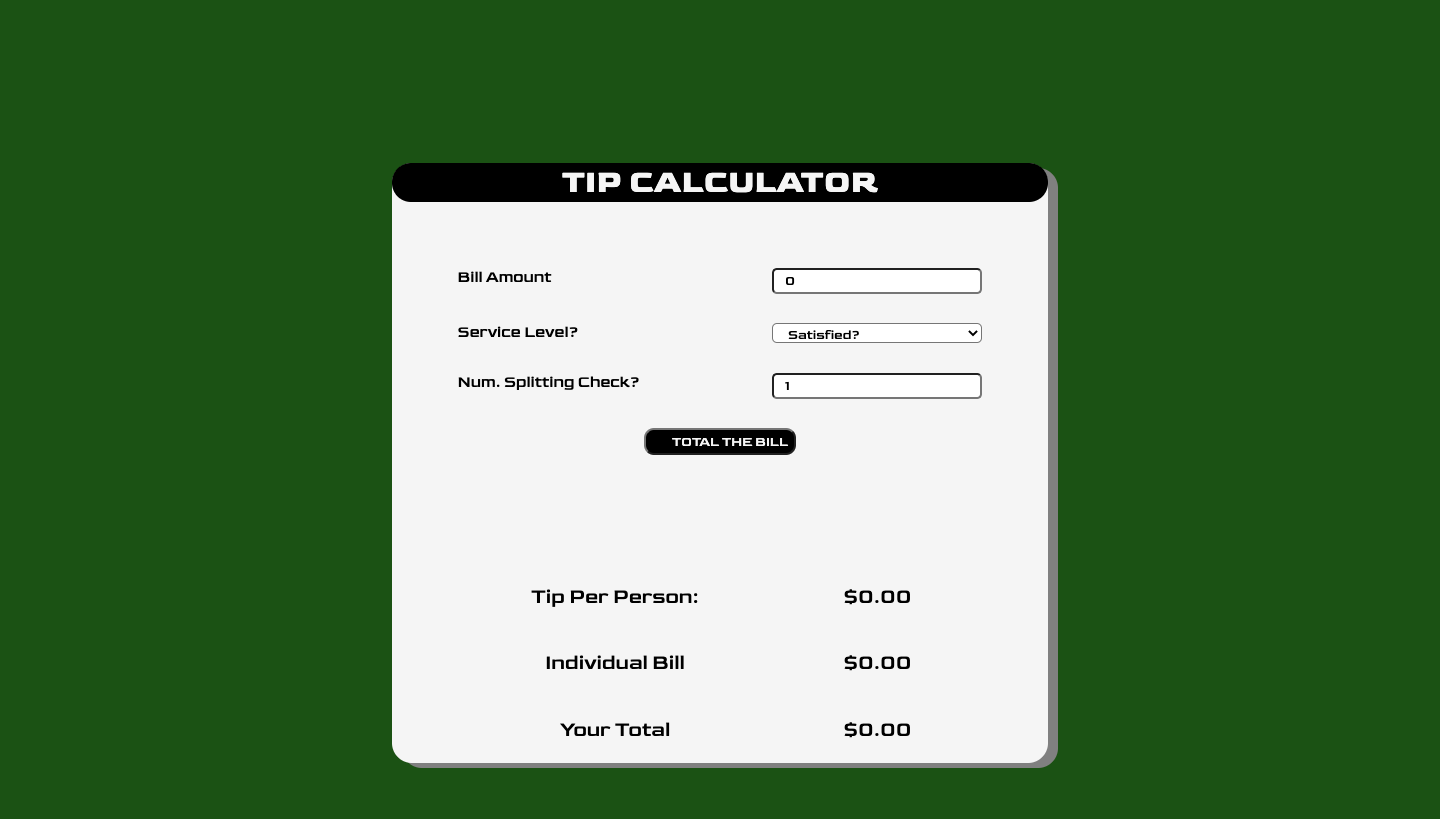 TIP CALCULATOR
Bill Amount 0
Service Level? Satisfied?
Num. Splitting Check? 1
TOTAL THE BILL
Tip Per Person: $0.00
Individual Bill $0.00
Your Total $0.00